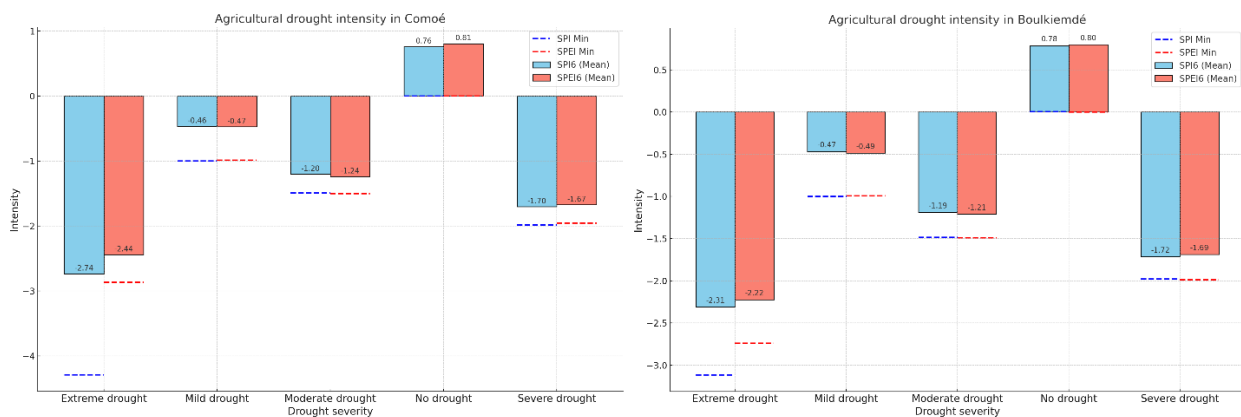 Agricultural drought intensity in Comoé
1
0
−1
−2
−3
−4
Intensity
0.76
0.81
-0.46
-0.47
-1.20
1.24
-1.70
-1.67
2.44
2.74
SPI Min
SPEI Min
SPI6 (Mean)
SPEI6 (Mean)
Extreme drought
Mild drought
Moderate drought
No drought
Severe drought
Drought severity
Agricultural drought intensity in Boulkiemdé
0.5
0.0
−0.5
−1.0
−1.5
−2.0
−2.5
−3.0
Intensity
0.78
0.80
0.47
-0.49
-1.19
-1.21
-1.72
-1.69
-2.31
-2.22
SPI Min
SPEI Min
SPI6 (Mean)
SPEI6 (Mean)
Extreme drought
Mild drought
Moderate drought
No drought
Severe drought
Drought severity